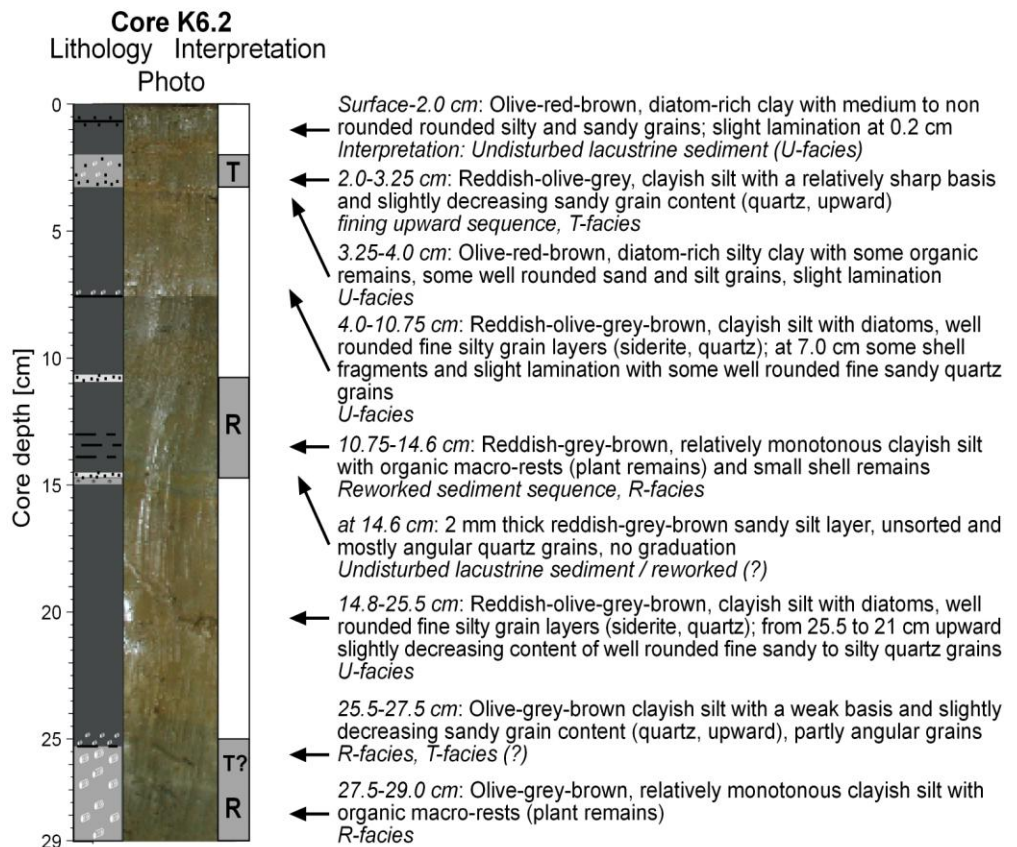 Core K6.2
Lithology Interpretation
Photo
0
5
10
15
20
25
29
Core depth [cm]
T
R
T?
R
Surface-2.0 cm: Olive-red-brown, diatom-rich clay with medium to non
rounded rounded silty and sandy grains; slight lamination at 0.2 cm
Interpretation: Undisturbed lacustrine sediment (U-facies)
2.0-3.25 cm: Reddish-olive-grey, clayish silt with a relatively sharp basis
and slightly decreasing sandy grain content (quartz, upward)
fining upward sequence, T-facies
3.25-4.0 cm: Olive-red-brown, diatom-rich silty clay with some organic
remains, some well rounded sand and silt grains, slight lamination
U-facies
4.0-10.75 cm: Reddish-olive-grey-brown, clayish silt with diatoms, well
rounded fine silty grain layers (siderite, quartz); at 7.0 cm some shell
fragments and slight lamination with some well rounded fine sandy quartz
grains
U-facies
10.75-14.6 cm: Reddish-grey-brown, relatively monotonous clayish silt
with organic macro-rests (plant remains) and small shell remains
Reworked sediment sequence, R-facies
at 14.6 cm: 2 mm thick reddish-grey-brown sandy silt layer, unsorted and
mostly angular quartz grains, no graduation
Undisturbed lacustrine sediment / reworked (?)
14.8-25.5 cm: Reddish-olive-grey-brown, clayish silt with diatoms, well
rounded fine silty grain layers (siderite, quartz); from 25.5 to 21 cm upward
slightly decreasing content of well rounded fine sandy to silty quartz grains
U-facies
25.5-27.5 cm: Olive-grey-brown clayish silt with a weak basis and slightly
decreasing sandy grain content (quartz, upward), partly angular grains
R-facies, T-facies (?)
27.5-29.0 cm: Olive-grey-brown, relatively monotonous clayish silt with
organic macro-rests (plant remains)
R-facies